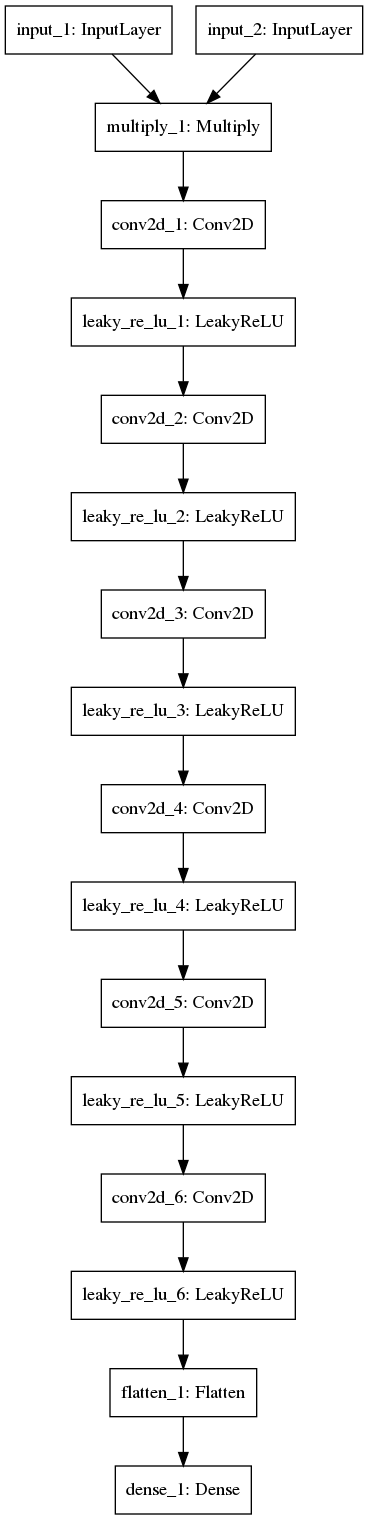 input_1: InputLayer
input_2: InputLayer
multiply_1: Multiply
conv2d_1: Conv2D
leaky_re_lu_1: LeakyReLU
conv2d_2: Conv2D
leaky_re_lu_2: LeakyReLU
conv2d_3: Conv2D
leaky_re_lu_3: LeakyReLU
conv2d_4: Conv2D
leaky_re_lu_4: LeakyReLU
conv2d_5: Conv2D
leaky_re_lu_5: LeakyReLU
conv2d_6: Conv2D
leaky_re_lu_6: LeakyReLU
flatten_1: Flatten
dense_1: Dense